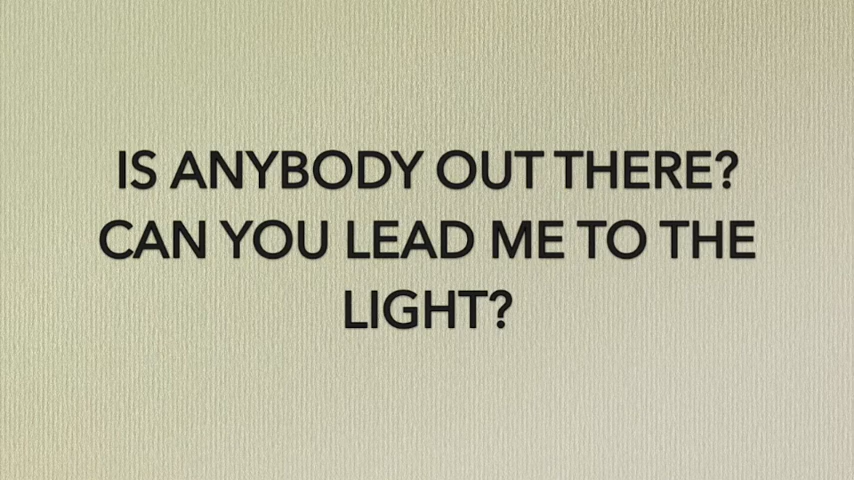 IS ANYBODY OUT THERE?
CAN YOU LEAD ME TO THE
LIGHT?